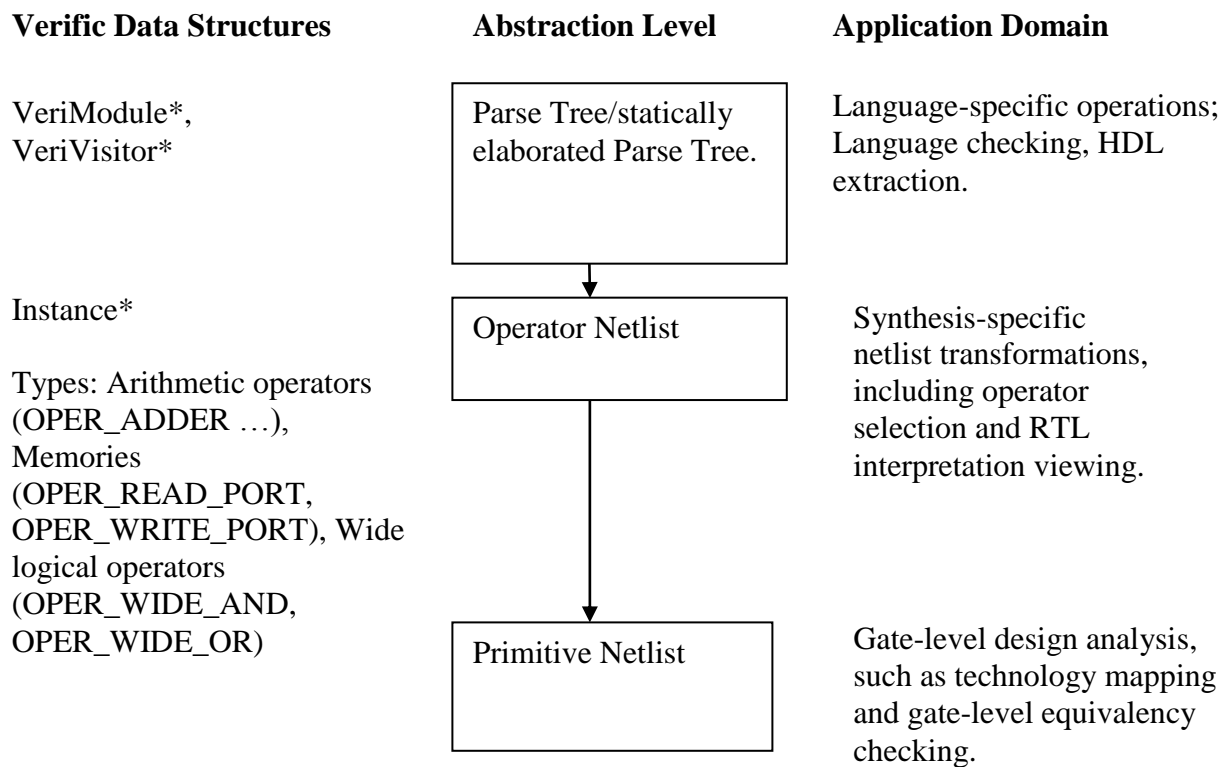 Verific Data Structures
Abstraction Level
Application Domain
VeriModule*,
VeriVisitor*
Parse Tree/statically
elaborated Parse Tree.
Language-specific operations;
Language checking, HDL
extraction.
Instance*
Types: Arithmetic operators
(OPER_ADDER …),
Memories
(OPER_READ_PORT,
OPER_WRITE_PORT), Wide
logical operators
(OPER_WIDE_AND,
OPER_WIDE_OR)
Operator Netlist
Synthesis-specific
netlist transformations,
including operator
selection and RTL
interpretation viewing.
Primitive Netlist
Gate-level design analysis,
such as technology mapping
and gate-level equivalency
checking.